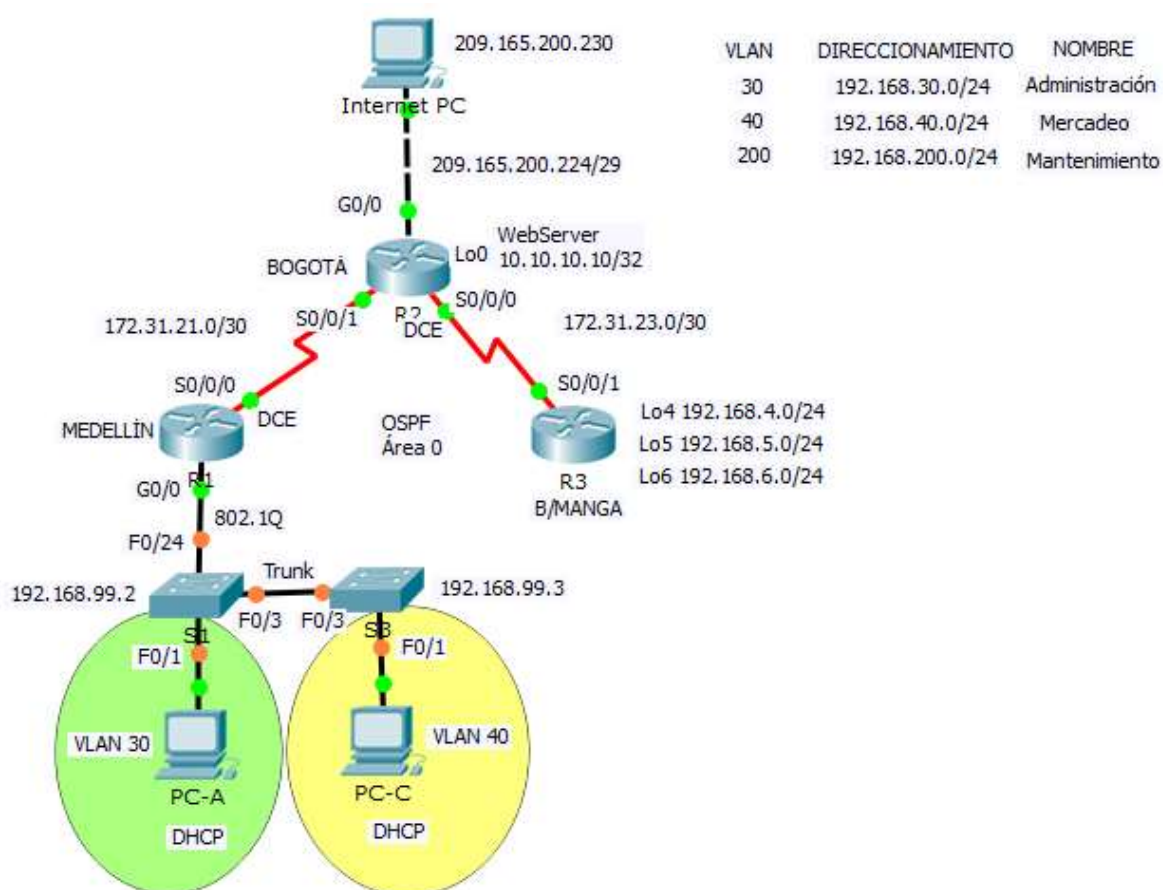 209.165.200.230
Internet PC
209.165.200.224/29
G0/0
WebServer
Lo0 10.10.10.10/32
BOGOTÁ
R2
S0/0/1
DCE
S0/0/0
172.31.21.0/30
172.31.23.0/30
S0/0/0
DCE
S0/0/1
MEDELLÍN
R1
OSPF
Área 0
R3
B/MANGA
Lo4 192.168.4.0/24
Lo5 192.168.5.0/24
Lo6 192.168.6.0/24
G0/0
802.1Q
F0/24
Trunk
192.168.99.2
192.168.99.3
S1
F0/3
F0/3
S3
F0/1
F0/1
VLAN 30
PC-A
DHCP
VLAN 40
PC-C
DHCP
VLAN DIRECCIONAMIENTO NOMBRE
30 192.168.30.0/24 Administración
40 192.168.40.0/24 Mercadeo
200 192.168.200.0/24 Mantenimiento